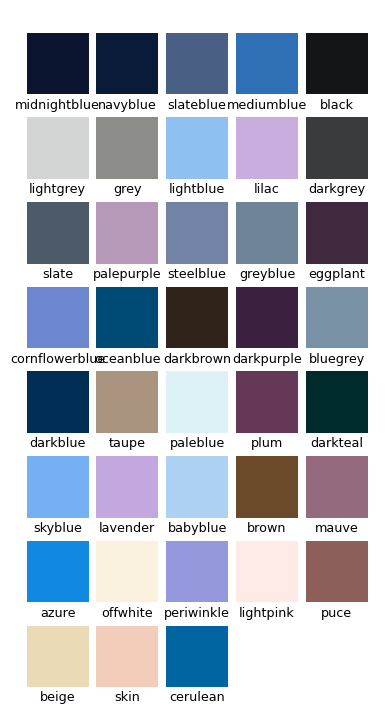 midnightblue navyblue slateblue mediumblue black
lightgrey grey lightblue lilac darkgrey
slate palepurple steelblue greyblue eggplant
cornflowerblue oceanblue darkbrown darkpurple bluegrey
darkblue taupe paleblue plum darkteal
skyblue lavender babyblue brown mauve
azure offwhite periwinkle lightpink puce
beige skin cerulean